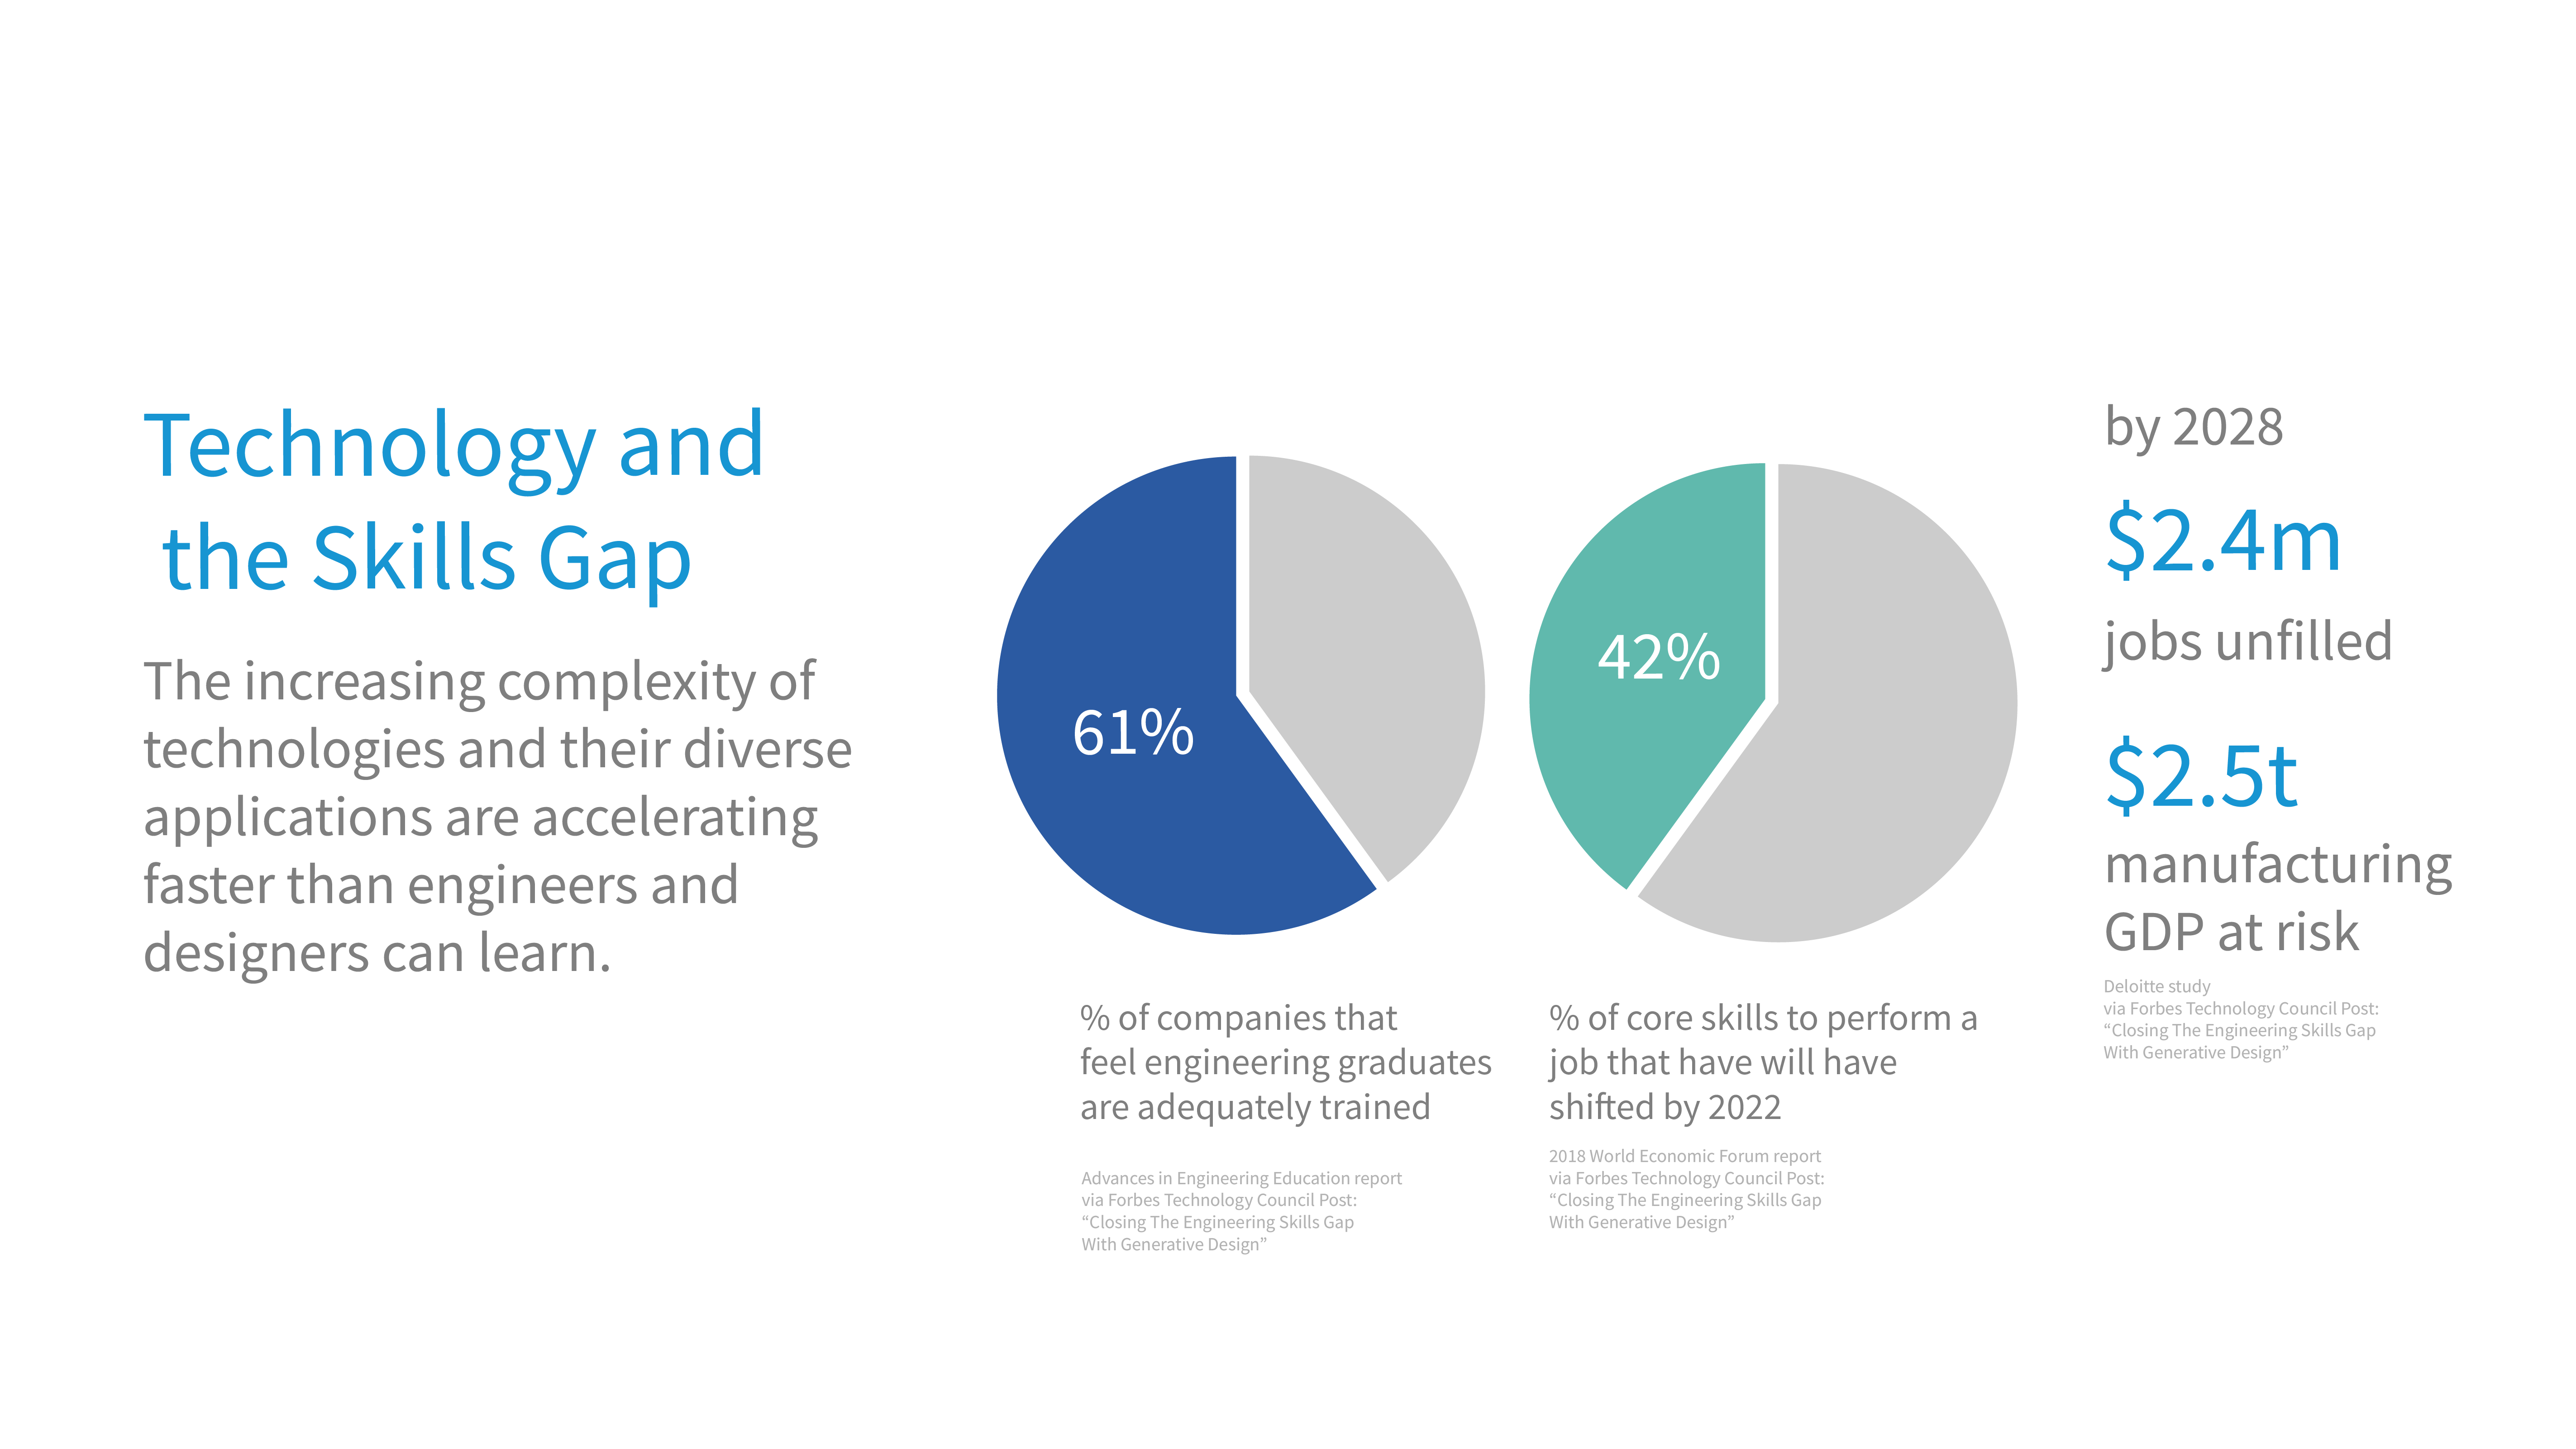 Technology and
the Skills Gap
The increasing complexity of
technologies and their diverse
applications are accelerating
faster than engineers and
designers can learn.
61%
% of companies that
feel engineering graduates
are adequately trained
Advances in Engineering Education report
via Forbes Technology Council Post:
“Closing The Engineering Skills Gap
With Generative Design”
42%
% of core skills to perform a
job that have will have
shifted by 2022
2018 World Economic Forum report
via Forbes Technology Council Post:
“Closing The Engineering Skills Gap
With Generative Design”
by 2028
$2.4m
jobs unfilled
$2.5t
manufacturing
GDP at risk
Deloitte study
via Forbes Technology Council Post:
“Closing The Engineering Skills Gap
With Generative Design”